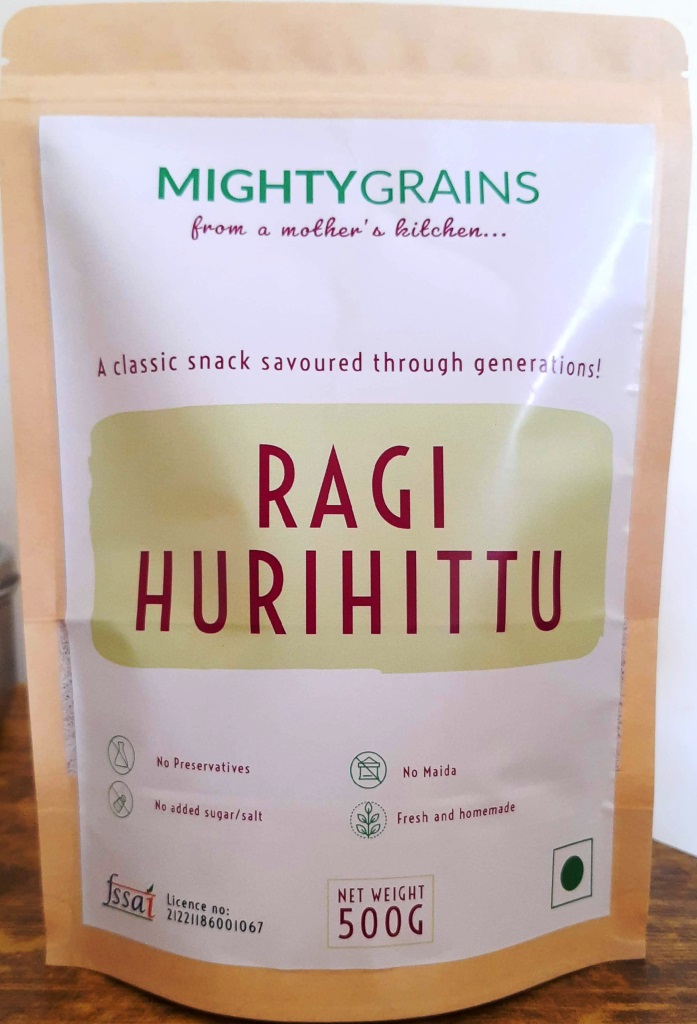 MIGHTYGRAINS
from a mother's kitchen...
A classic snack savoured through generations!
RAGI
HURIHITTU
No Preservatives
No Maida
No added sugar/salt
Fresh and homemade
fssai
Licence no:
21221186001067
NET WEIGHT
500G